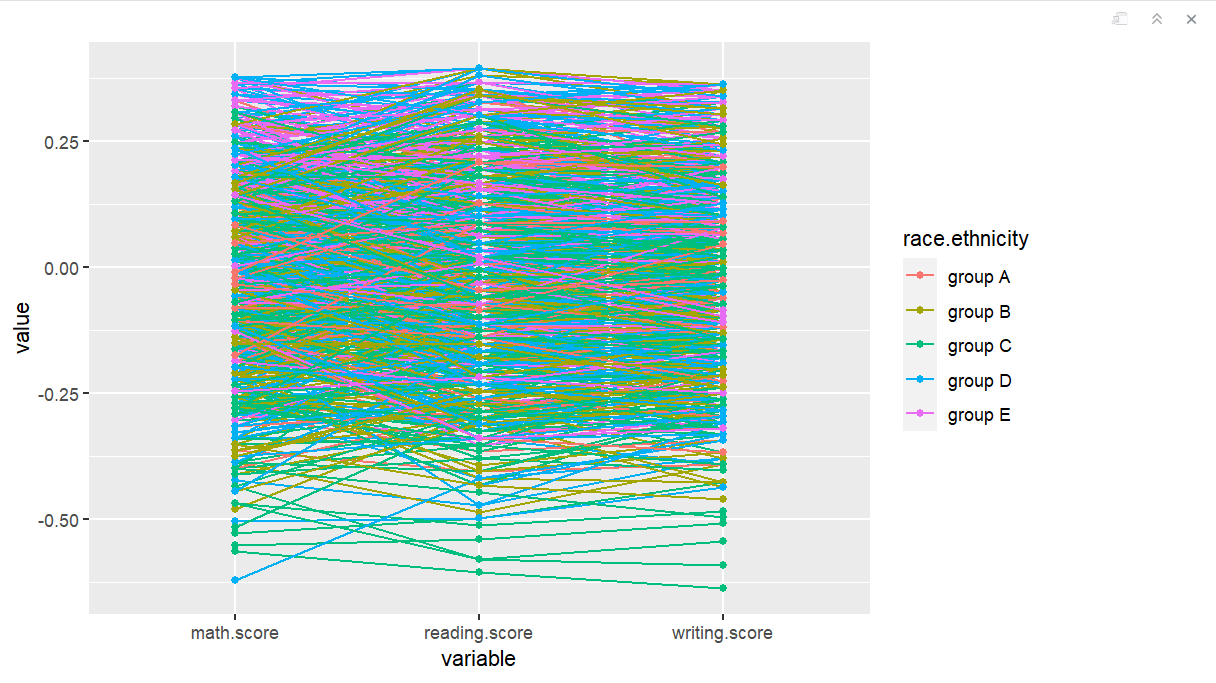 0.25
0.00
-0.25
-0.50
value
math.score
reading.score
writing.score
variable
race.ethnicity
group A
group B
group C
group D
group E